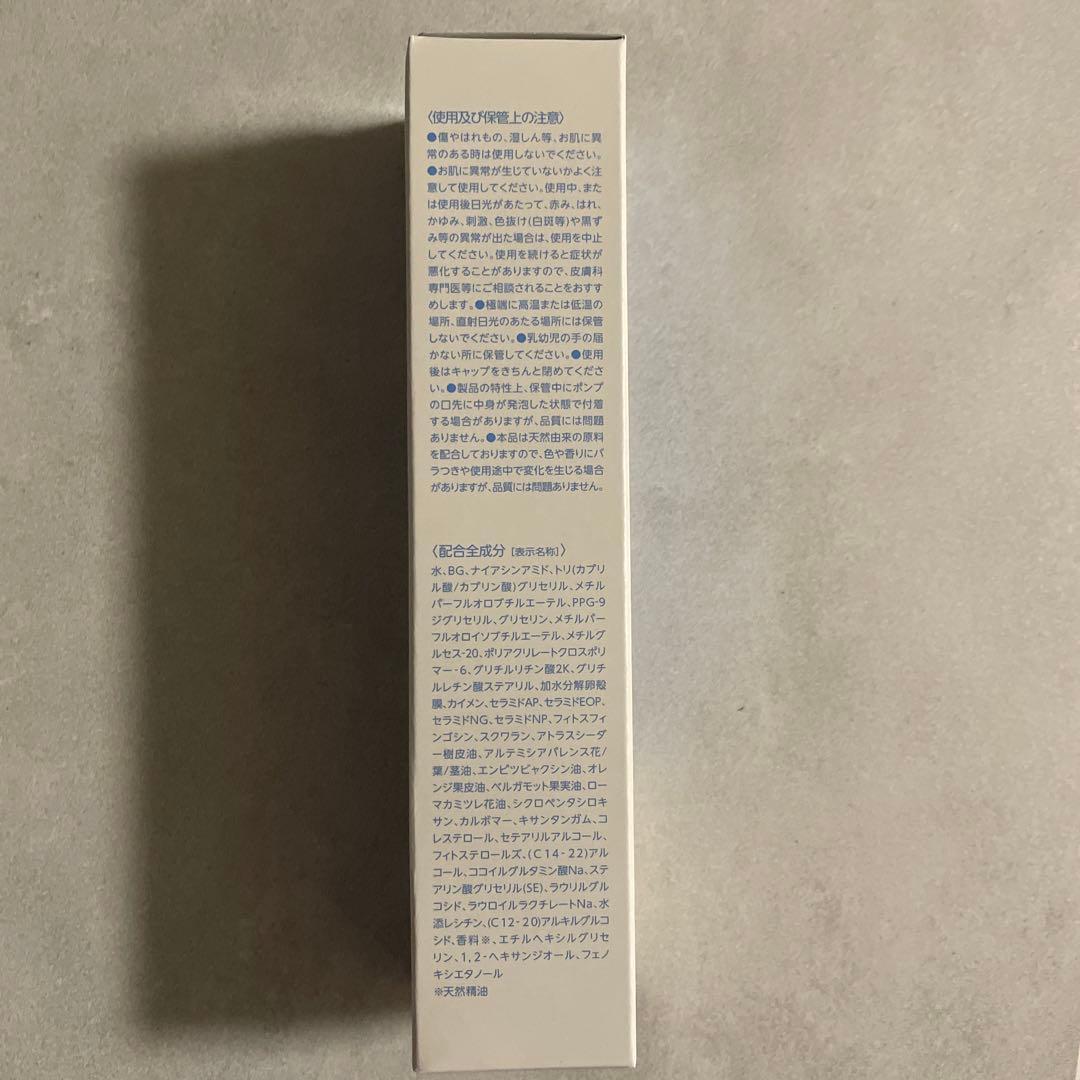 〈使用及び保管上の注意〉
●傷やはれもの、湿しん等、お肌に異
常のある時は使用しないでください。
●お肌に異常が生じていないかよく注
意して使用してください。使用中、また
は使用後日光があたって、赤み、はれ、
かゆみ、刺激、色抜け(白斑等)や黒ず
み等の異常が出た場合は、使用を中止
してください。使用を続けると症状が
悪化することがありますので、皮膚科
専門医等にご相談されることをおすす
めします。●極端に高温または低温の
場所、直射日光のあたる場所には保管
しないでください。●乳幼児の手の届
かない所に保管してください。●使用
後はキャップをきちんと閉めてくださ
い。●製品の特性上、保管中にポンプ
の口先に中身が発泡した状態で付着
する場合がありますが、品質には問題
ありません。●本品は天然由来の原料
を配合しておりますので、色や香りにバ
ラつきや使用途中で変化を生じる場合
がありますが、品質には問題ありません。
〈配合全成分 [表示名称]〉
水、BG、ナイアシンアミド、トリ(カプリ
ル酸/カプリン酸)グリセリル、メチル
パーフルオロブチルエーテル、PPG-9
ジグリセリル、グリセリン、メチルパー
フルオロイソブチルエーテル、メチルグ
ルセス-20、ポリアクリレートクロスポリ
マー-6、グリチルリチン酸2K、グリチ
ルレチン酸ステアリル、加水分解卵殻
膜、カイメン、セラミドAP、セラミドEOP、
セラミドNG、セラミドNP、フィトスフィ
ンゴシン、スクワラン、アトラスシーダ
ー樹皮油、アルテミシアパレンス花/
葉/茎油、エンピツビャクシン油、オレ
ンジ果皮油、ベルガモット果実油、ロー
マカミツレ花油、シクロペンタシロキ
サン、カルボマー、キサンタンガム、コ
レステロール、セテアリルアルコール、
フィトステロールズ、(C14-22)アル
コール、ココイルグルタミン酸Na、ステ
アリン酸グリセリル(SE)、ラウリルグル
コシド、ラウロイルラクチレートNa、水
添レシチン、(C12-20)アルキルグルコ
シド、香料※、エチルヘキシルグリセ
リン、1,2-ヘキサンジオール、フェノ
キシエタノール
※天然精油